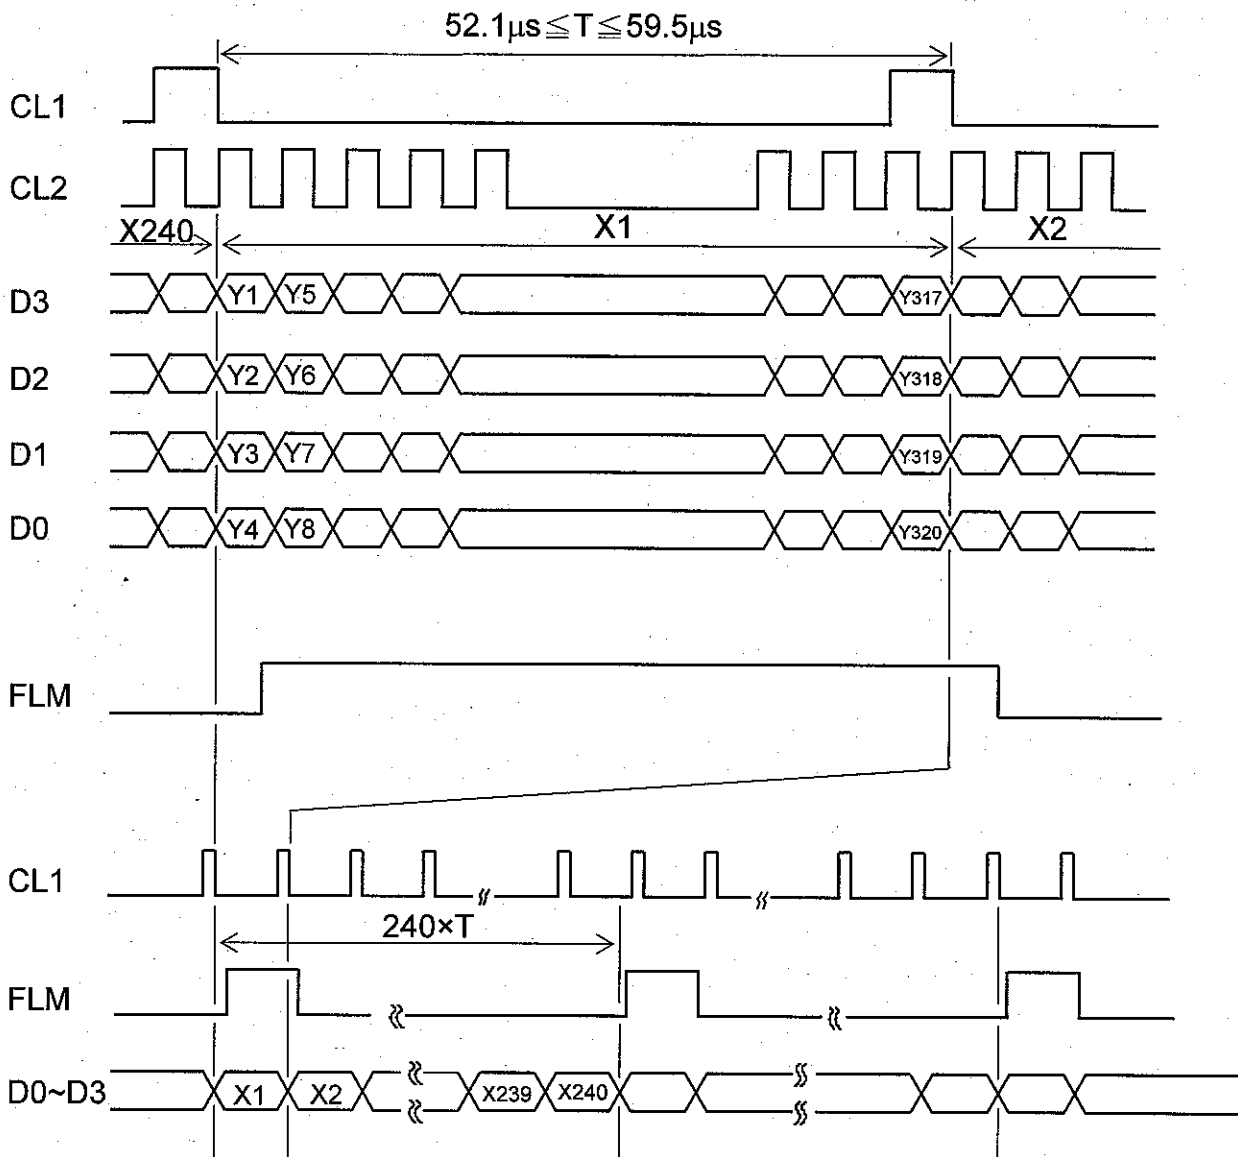 52.1μs≦T≦59.5μs
CL1
CL2
X240 X1 X2
D3 Y1 Y5 Y317
D2 Y2 Y6 Y318
D1 Y3 Y7 Y319
D0 Y4 Y8 Y320
FLM
CL1
240×T
FLM
D0~D3 X1 X2 X239 X240